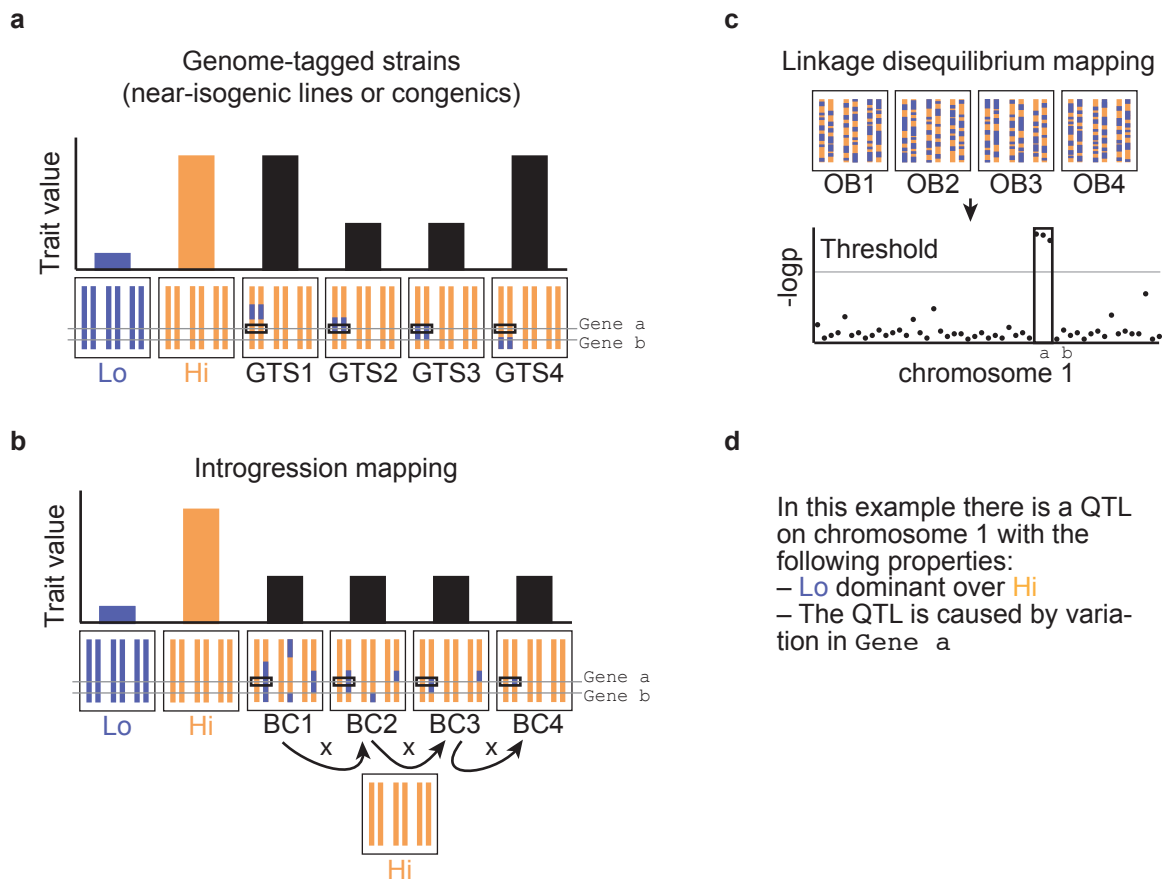 a
Genome-tagged strains
(near-isogenic lines or congenics)
Trait value
Gene a
Gene b
Lo Hi GTS1 GTS2 GTS3 GTS4
b
Introgression mapping
Trait value
Gene a
Gene b
Lo Hi BC1 BC2 BC3 BC4
x x x
Hi
c
Linkage disequilibrium mapping
OB1 OB2 OB3 OB4
Threshold
-logp
a b
chromosome 1
d
In this example there is a QTL
on chromosome 1 with the
following properties:
– Lo dominant over Hi
– The QTL is caused by varia-
tion in Gene a